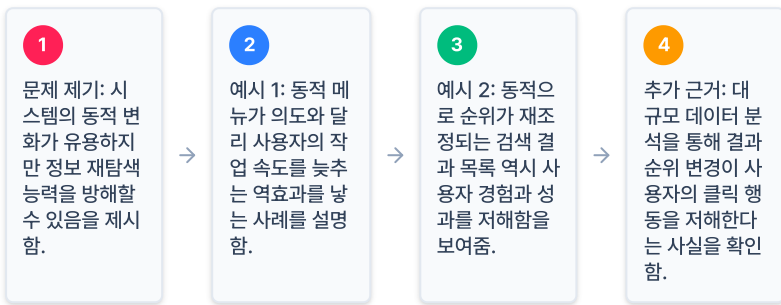 1
문제 제기: 시
스템의 동적 변
화가 유용하지
만 정보 재탐색
능력을 방해할
수 있음을 제시
함.
2
예시 1: 동적 메
뉴가 의도와 달
리 사용자의 작
업 속도를 늦추
는 역효과를 낳
는 사례를 설명
함.
3
예시 2: 동적으
로 순위가 재조
정되는 검색 결
과 목록 역시 사
용자 경험과 성
과를 저해함을
보여줌.
4
추가 근거: 대
규모 데이터 분
석을 통해 결과
순위 변경이 사
용자의 클릭 행
동을 저해한다
는 사실을 확인
함.